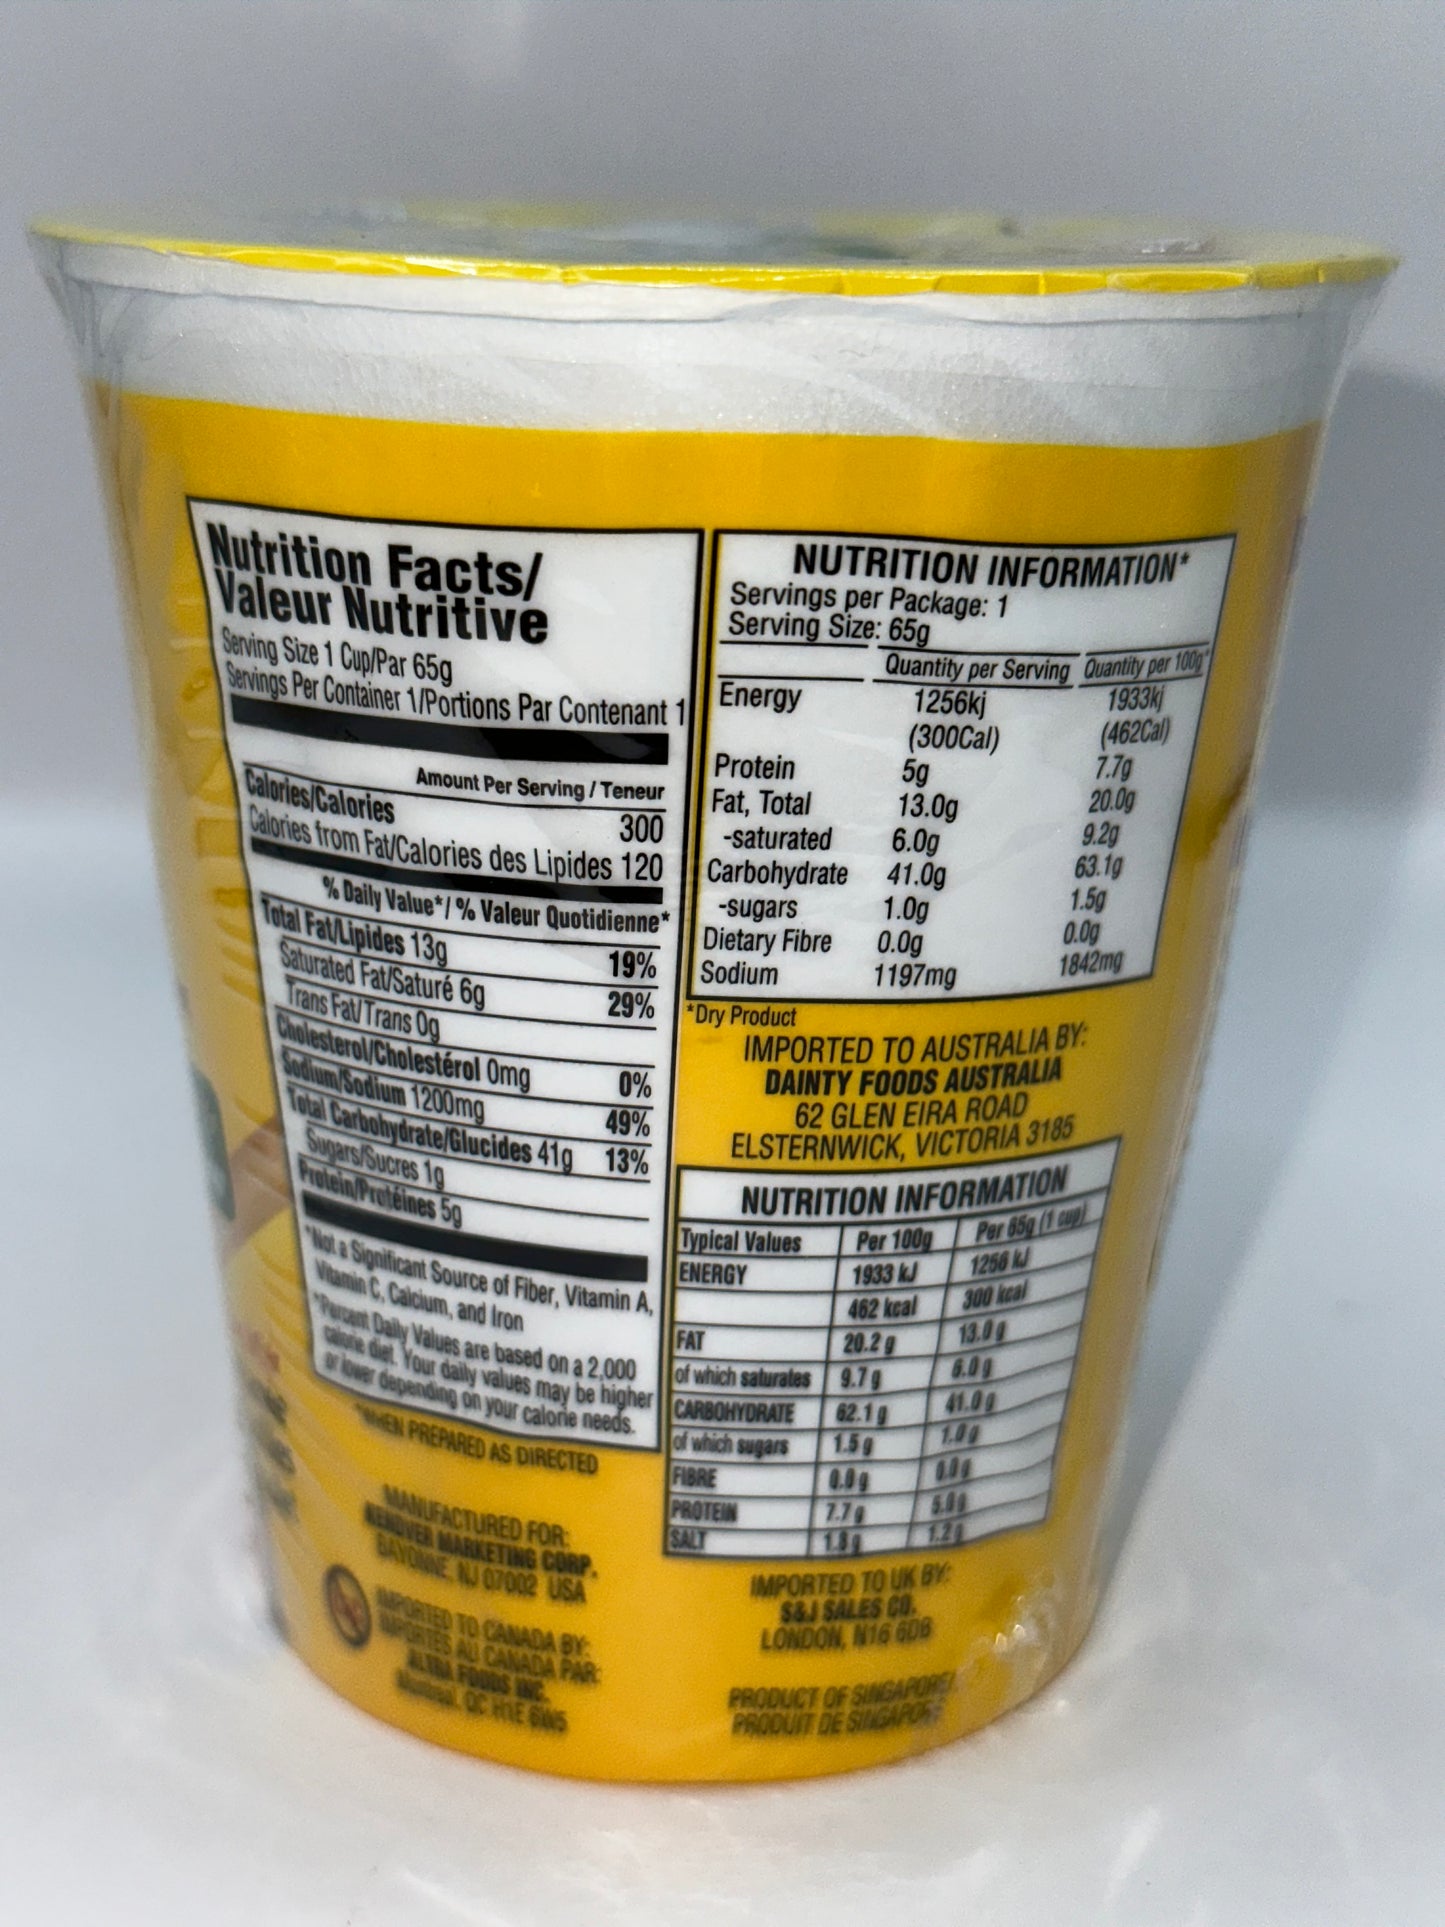 Nutrition Facts/
Valeur Nutritive
Serving Size 1 Cup/Par 65g
Servings Per Container 1/Portions Par Contenant 1
Amount Per Serving / Teneur
Calories/Calories 300
Calories from Fat/Calories des Lipides 120
% Daily Value*/ % Valeur Quotidienne*
Total Fat/Lipides 13g 19%
Saturated Fat/Saturé 6g 29%
Trans Fat/Trans 0g
Cholesterol/Cholestérol 0mg 0%
Sodium/Sodium 1200mg 49%
Total Carbohydrate/Glucides 41g 13%
Sugars/Sucres 1g
Protein/Protéines 5g
*Not a Significant Source of Fiber, Vitamin A,
Vitamin C, Calcium, and Iron
*Percent Daily Values are based on a 2,000
calorie diet. Your daily values may be higher
or lower depending on your calorie needs.
*WHEN PREPARED AS DIRECTED
MANUFACTURED FOR:
KENOVER MARKETING CORP.
BAYONNE, NJ 07002 USA
IMPORTED TO CANADA BY:
IMPORTES AU CANADA PAR:
ALTRA FOODS INC.
Montreal, QC H1E
NUTRITION INFORMATION*
Servings per Package: 1
Serving Size: 65g
Quantity per Serving Quantity per 100g*
Energy 1256kj 1933kj
(300Cal) (462Cal)
Protein 5g 7.7g
Fat, Total 13.0g 20.0g
-saturated 6.0g 9.2g
Carbohydrate 41.0g 63.1g
-sugars 1.0g 1.5g
Dietary Fibre 0.0g 0.0g
Sodium 1197mg 1842mg
*Dry Product
IMPORTED TO AUSTRALIA BY:
DAINTY FOODS AUSTRALIA
62 GLEN EIRA ROAD
ELSTERNWICK, VICTORIA 3185
NUTRITION INFORMATION
Typical Values Per 100g Per 65g (1 cup)
ENERGY 1933 kJ 1256 kJ
462 kcal 300 kcal
FAT 20.2 g 13.0 g
of which saturates 9.7 g 6.0 g
CARBOHYDRATE 62.1 g 41.0 g
of which sugars 1.5 g 1.0 g
FIBRE 0.0 g 0.0 g
PROTEIN 7.7 g 5.0 g
SALT 1.8 g 1.2 g
IMPORTED TO UK BY:
S&J SALES CO.
LONDON, N16 6DB
PRODUCT OF SINGAPORE/
PRODUIT DE SINGAPORE